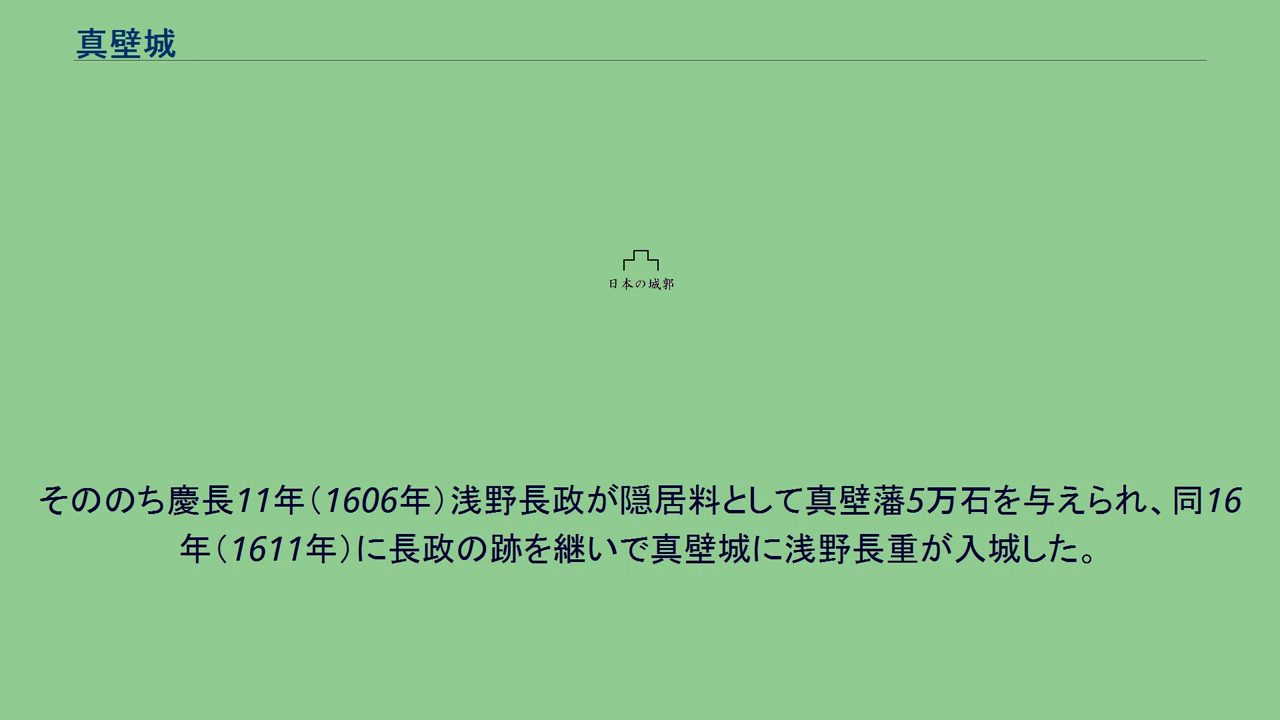 真壁城
日本の城郭
そののち慶長11年（1606年）浅野長政が隠居料として真壁藩5万石を与えられ、同16
年（1611年）に長政の跡を継いで真壁城に浅野長重が入城した。